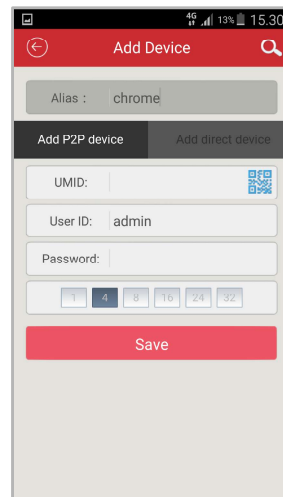 4G 13% 15.30
Add Device
Alias : chrome
Add P2P device Add direct device
UMID:
User ID: admin
Password:
1 4 8 16 24 32
Save